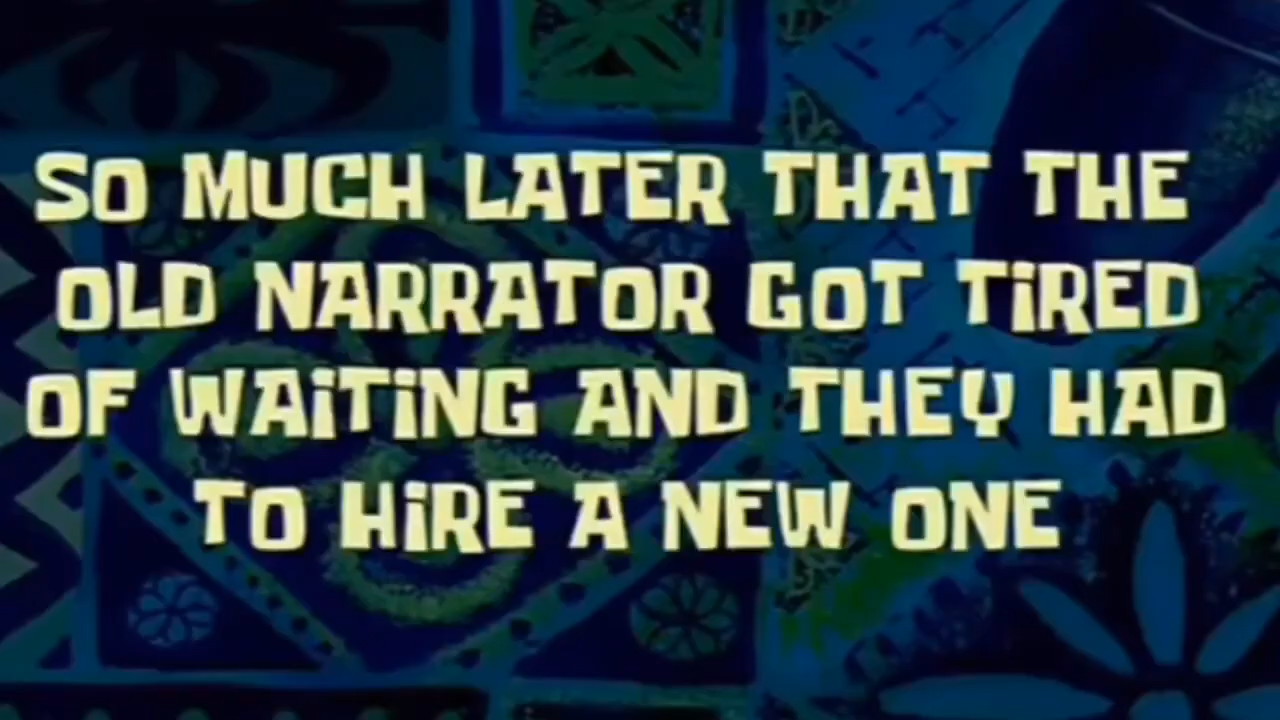 SO MUCH LATER THAT THE
OLD NARRATOR GOT TiRED
OF WAiTiNG AND THEY HAD
TO HiRE A NEW ONE